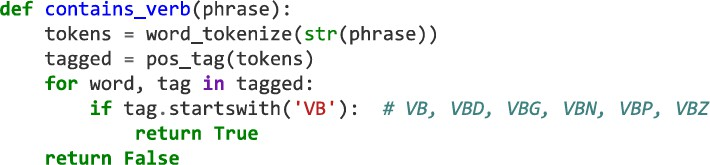 def contains_verb(phrase):
    tokens = word_tokenize(str(phrase))
    tagged = pos_tag(tokens)
    for word, tag in tagged:
        if tag.startswith('VB'):  # VB, VBD, VBG, VBN, VBP, VBZ
            return True
    return False